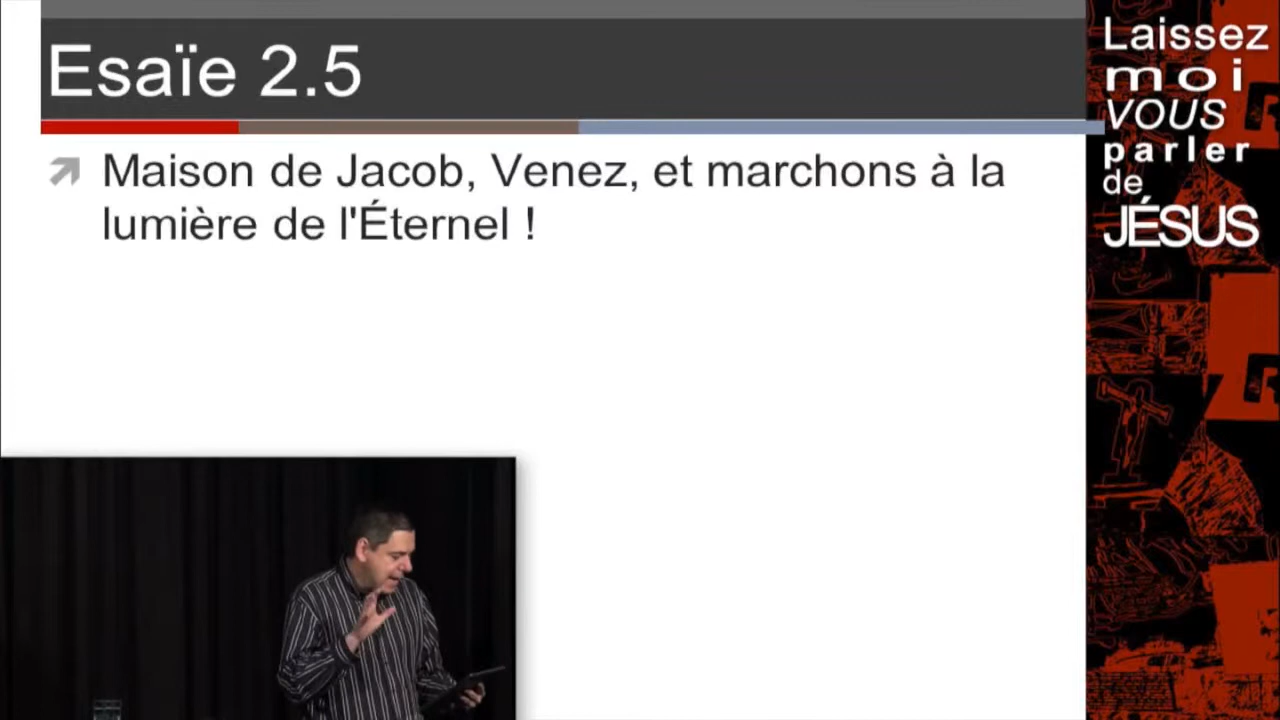 Esaïe 2.5
Maison de Jacob, Venez, et marchons à la
lumière de l'Éternel !
Laissez
moi
VOUS
parler
de
JÉSUS